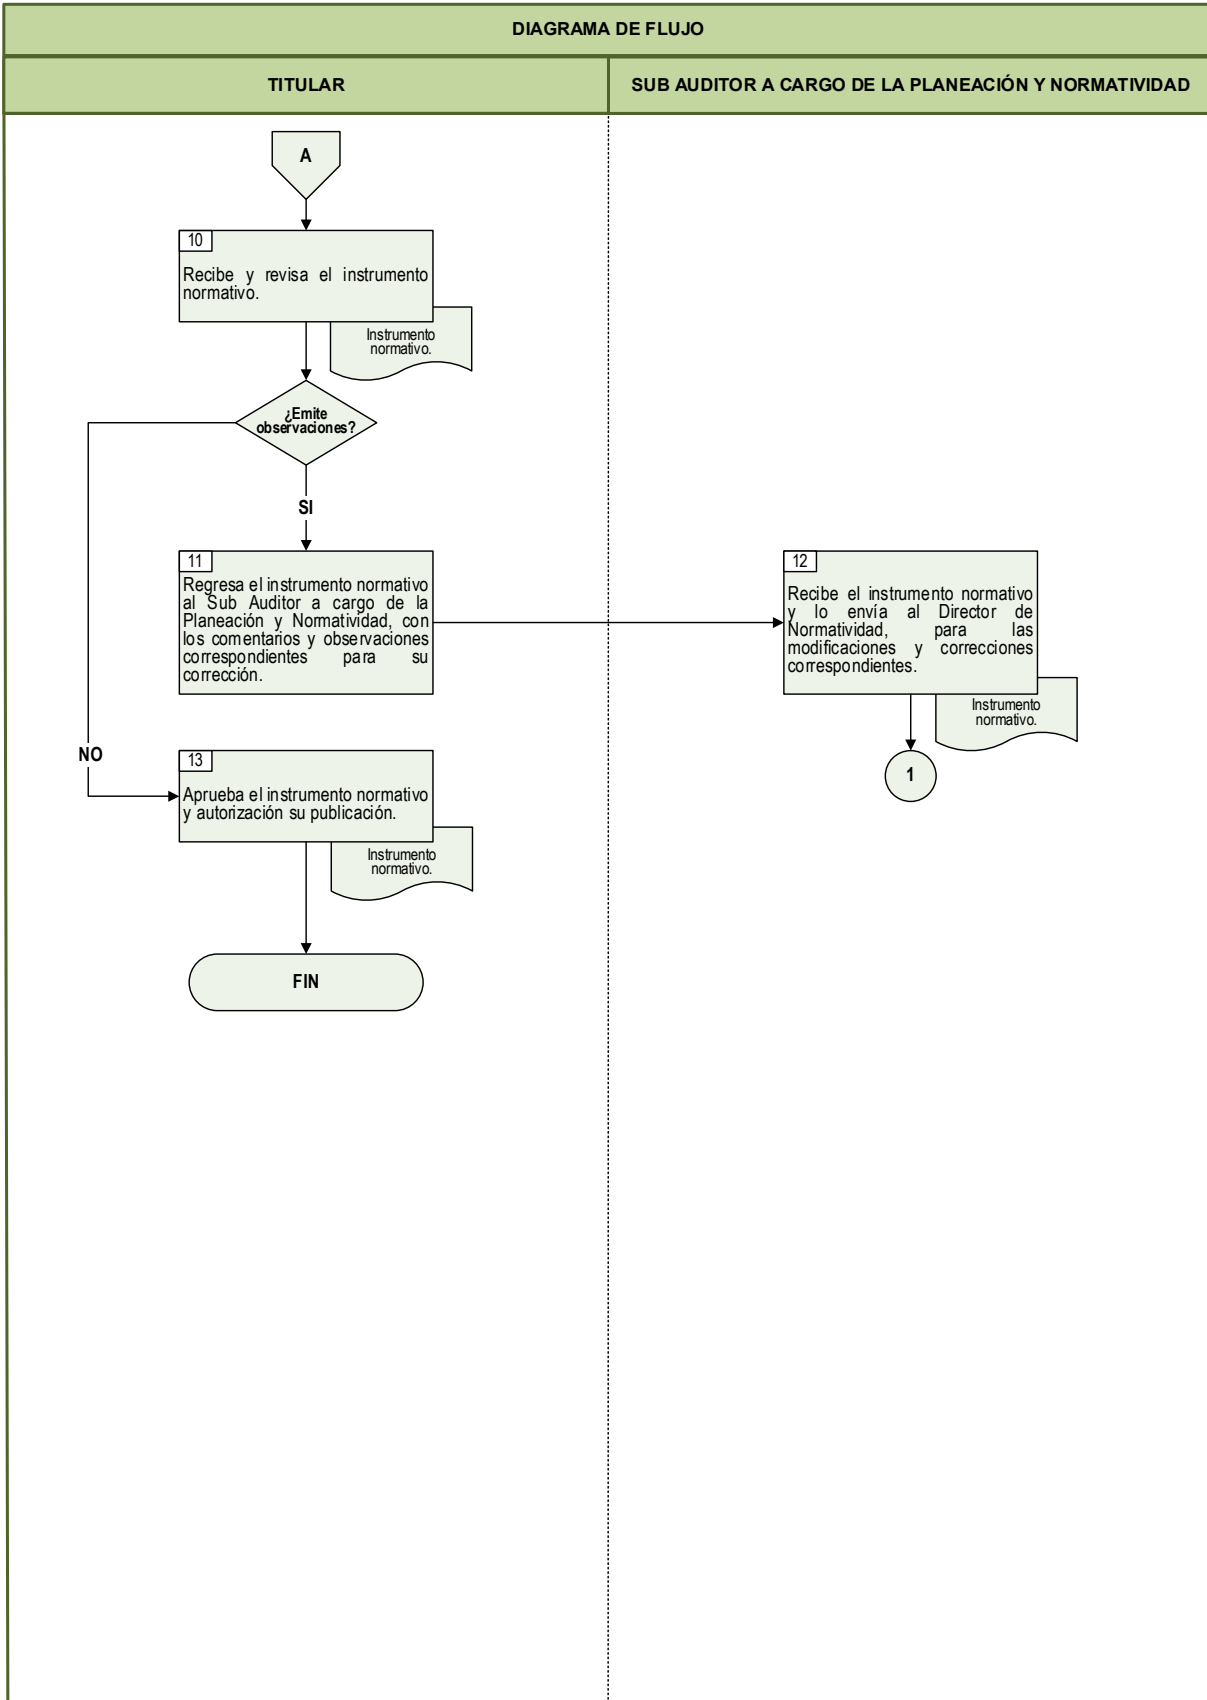 DIAGRAMA DE FLUJO
TITULAR
SUB AUDITOR A CARGO DE LA PLANEACIÓN Y NORMATIVIDAD
A
10
Recibe y revisa el instrumento
normativo.
Instrumento
normativo.
¿Emite
observaciones?
SI
11
Regresa el instrumento normativo
al Sub Auditor a cargo de la
Planeación y Normatividad, con
los comentarios y observaciones
correspondientes para su
corrección.
12
Recibe el instrumento normativo
y lo envía al Director de
Normatividad, para las
modificaciones y correcciones
correspondientes.
Instrumento
normativo.
1
NO
13
Aprueba el instrumento normativo
y autorización su publicación.
Instrumento
normativo.
FIN